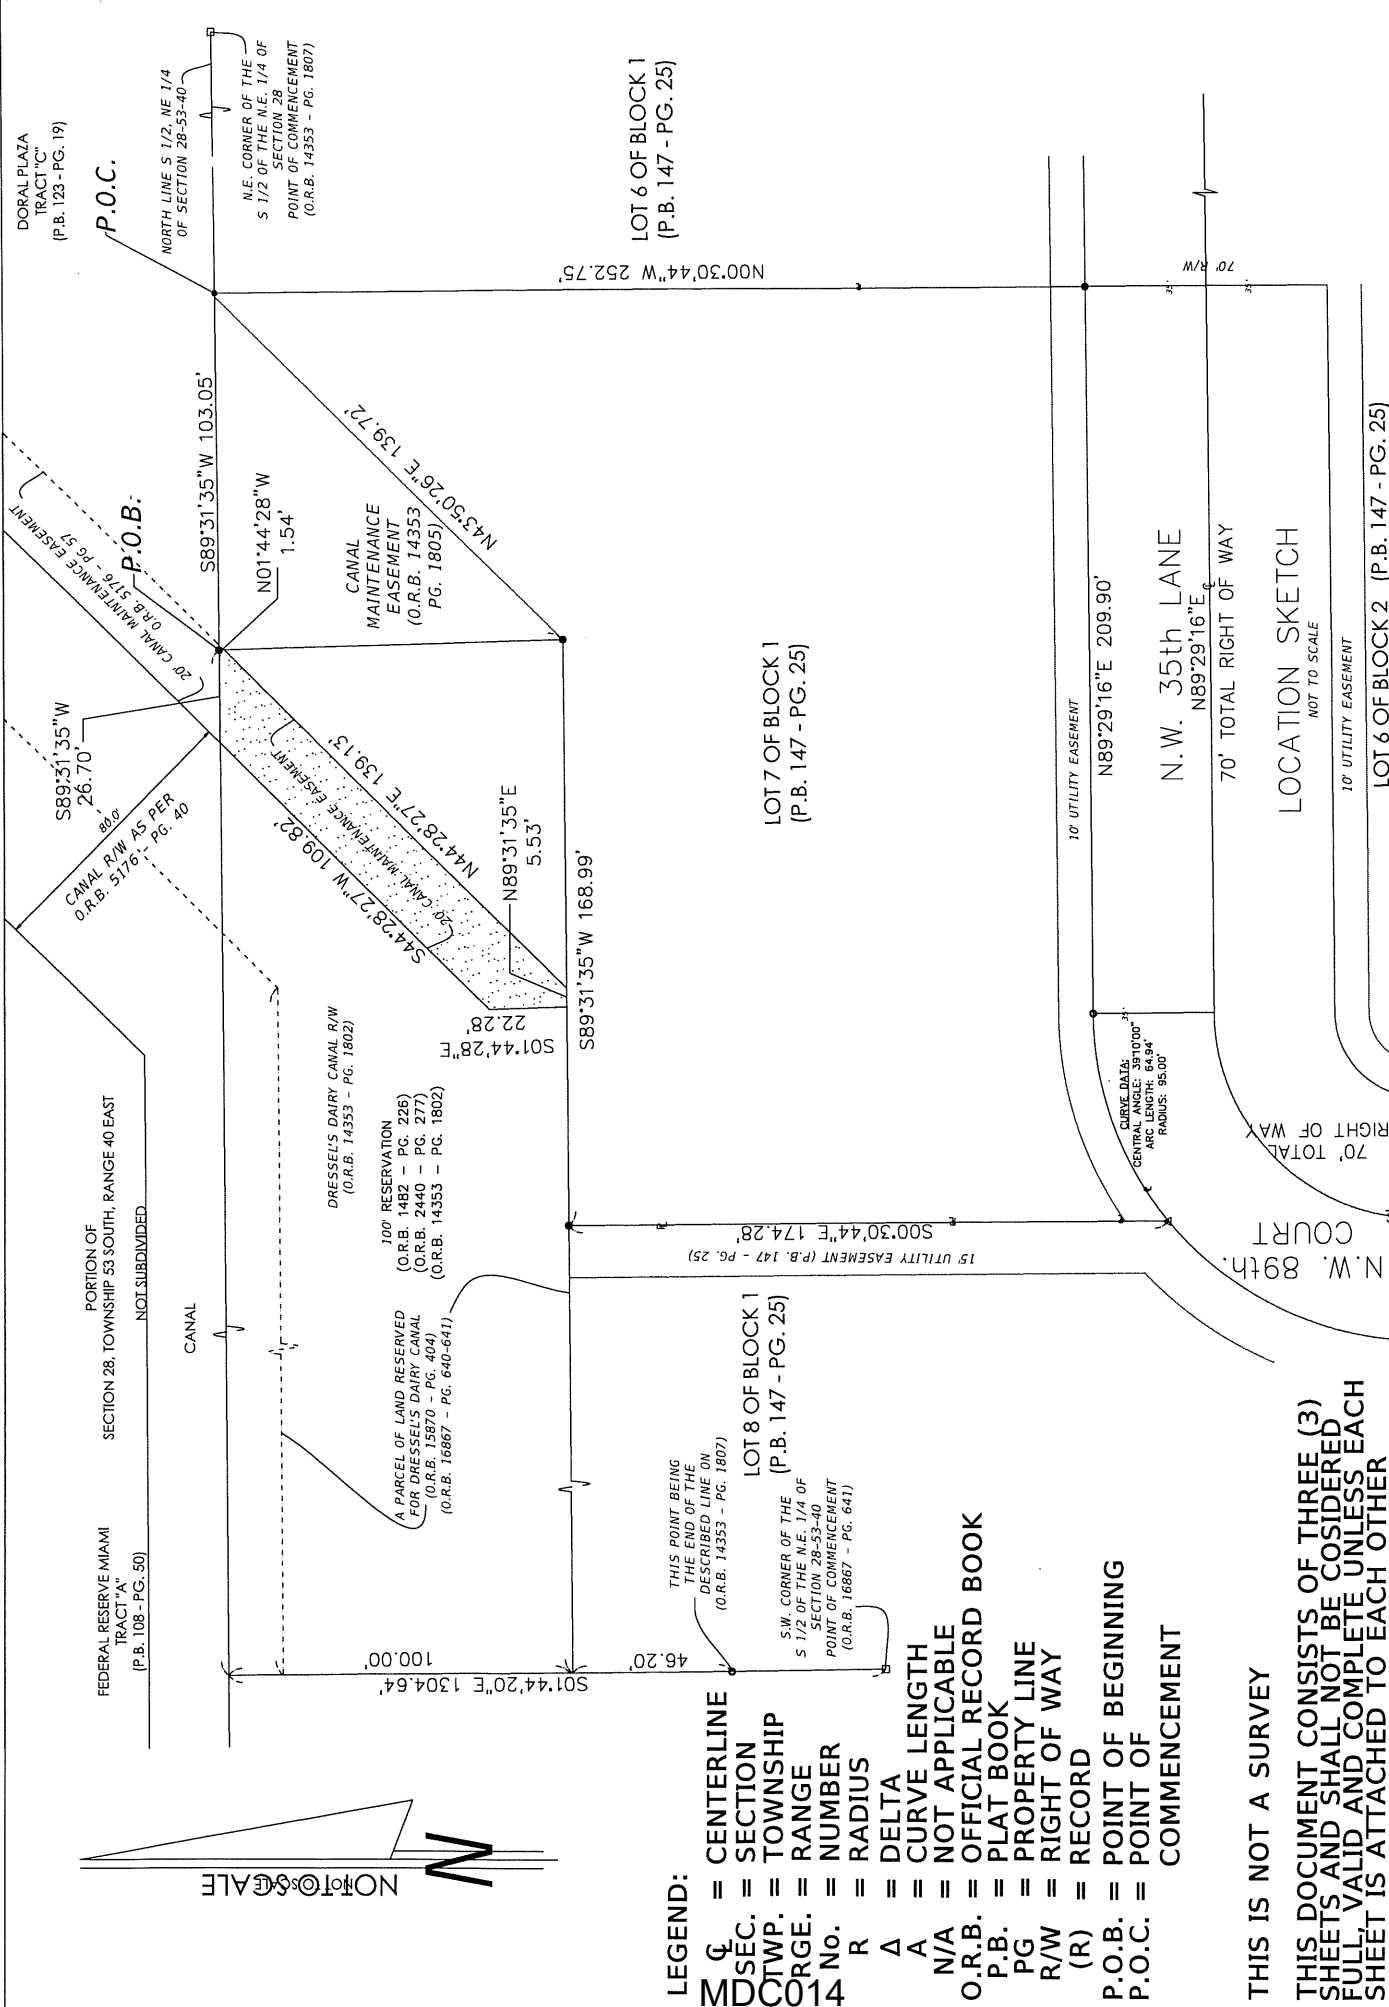 FEDERAL RESERVE MIAMI
TRACT "A"
(P.B. 108 - PG. 50)
PORTION OF
SECTION 28, TOWNSHIP 53 SOUTH, RANGE 40 EAST
NOT SUBDIVIDED
CANAL
DORAL PLAZA
TRACT "C"
(P.B. 123 - PG. 19)
P.O.C.
NORTH LINE S 1/2, NE 1/4
OF SECTION 28-53-40
N.E. CORNER OF THE
S 1/2 OF THE N.E. 1/4 OF
SECTION 28
POINT OF COMMENCEMENT
(O.R.B. 14353 - PG. 1807)
20' CANAL MAINTENANCE EASEMENT
O.R.B. 5176 - PG 57
P.O.B.
S89°31'35"W
26.70'
80.0'
CANAL R/W AS PER
O.R.B. 5176 - PG. 40
S89°31'35"W 103.05'
N01°44'28"W
1.54'
CANAL
MAINTENANCE
EASEMENT
(O.R.B. 14353
PG. 1805)
N43°50'26"E 139.72'
S44°28'27"W 109.82'
20' CANAL MAINTENANCE EASEMENT
N44°28'27"E 139.13'
N89°31'35"E
5.53'
S01°44'28"E
22.28'
S89°31'35"W 168.99'
DRESSEL'S DAIRY CANAL R/W
(O.R.B. 14353 - PG. 1802)
100' RESERVATION
(O.R.B. 1482 - PG. 226)
(O.R.B. 2440 - PG. 277)
(O.R.B. 14353 - PG. 1802)
A PARCEL OF LAND RESERVED
FOR DRESSEL'S DAIRY CANAL
(O.R.B. 15870 - PG. 404)
(O.R.B. 16867 - PG. 640-641)
S01°44'20"E 1304.64'
100.00'
46.20'
THIS POINT BEING
THE END OF THE
DESCRIBED LINE ON
(O.R.B. 14353 - PG. 1807)
S.W. CORNER OF THE
S 1/2 OF THE N.E. 1/4 OF
SECTION 28-53-40
POINT OF COMMENCEMENT
(O.R.B. 16867 - PG. 641)
LOT 8 OF BLOCK 1
(P.B. 147 - PG. 25)
15' UTILITY EASEMENT (P.B. 147 - PG. 25)
S00°30'44"E 174.28'
LOT 7 OF BLOCK 1
(P.B. 147 - PG. 25)
N00°30'44"W 252.75'
LOT 6 OF BLOCK 1
(P.B. 147 - PG. 25)
10' UTILITY EASEMENT
N89°29'16"E 209.90'
CURVE DATA:
CENTRAL ANGLE: 39°10'00"
ARC LENGTH: 64.94'
RADIUS: 95.00'
35'
N.W. 35th LANE
N89°29'16"E
70' TOTAL RIGHT OF WAY
70' R/W
35'
35'
LOCATION SKETCH
NOT TO SCALE
N.W. 89th.
COURT
70' TOTAL
RIGHT OF WAY
10' UTILITY EASEMENT
LOT 6 OF BLOCK 2 (P.B. 147 - PG. 25)
N
NOT TO SCALE
NOT TO SCALE
LEGEND:
℄ = CENTERLINE
SEC. = SECTION
TWP. = TOWNSHIP
RGE. = RANGE
No. = NUMBER
R = RADIUS
Δ = DELTA
A = CURVE LENGTH
N/A = NOT APPLICABLE
O.R.B. = OFFICIAL RECORD BOOK
P.B. = PLAT BOOK
PG = PROPERTY LINE
R/W = RIGHT OF WAY
(R) = RECORD
P.O.B. = POINT OF BEGINNING
P.O.C. = POINT OF
COMMENCEMENT
THIS IS NOT A SURVEY
THIS DOCUMENT CONSISTS OF THREE (3)
SHEETS AND SHALL NOT BE COSIDERED
FULL, VALID AND COMPLETE UNLESS EACH
SHEET IS ATTACHED TO EACH OTHER
MDC014